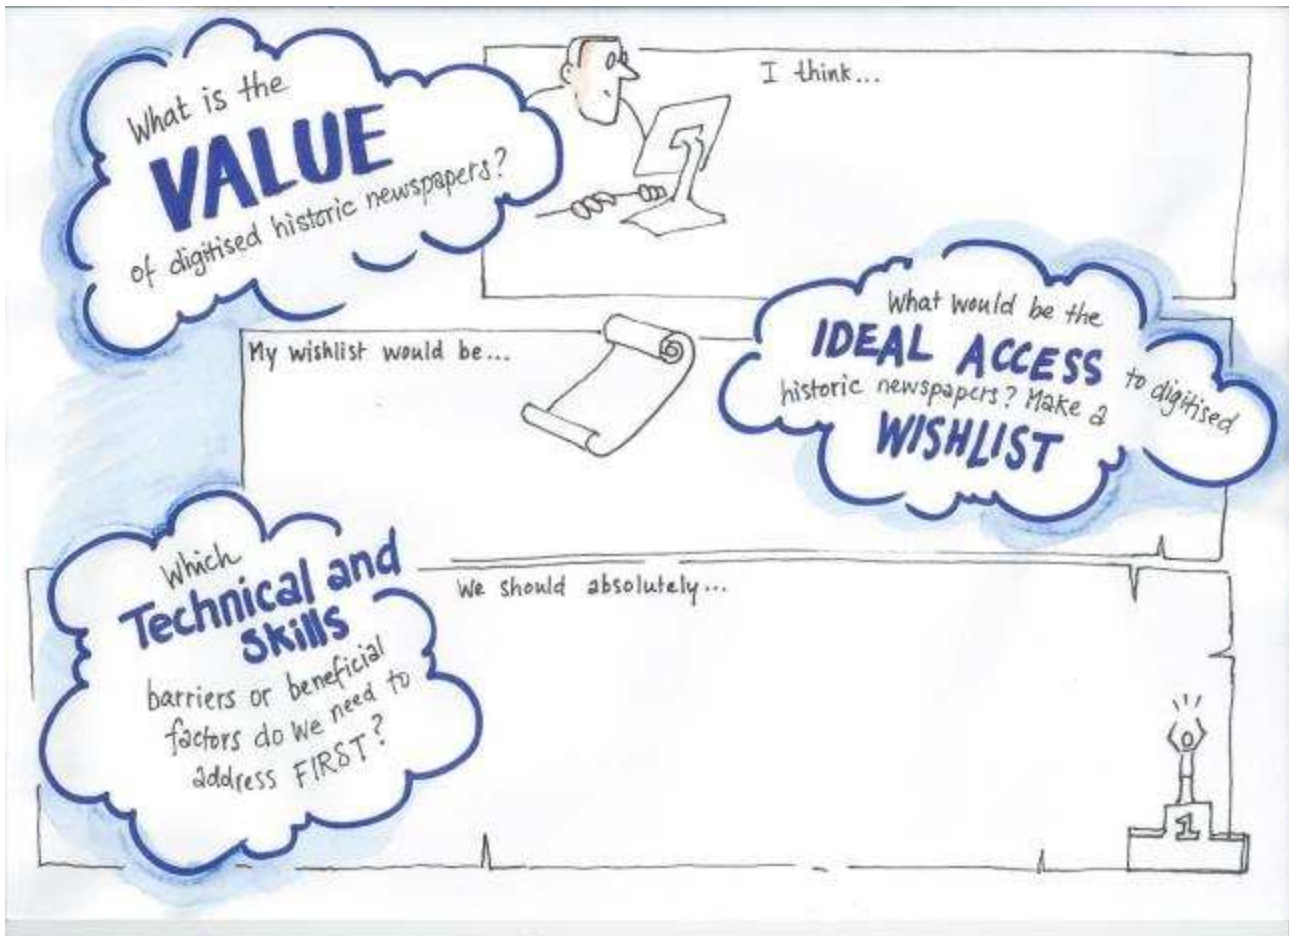 What is the
VALUE
of digitised historic newspapers?
I think...
What would be the
IDEAL ACCESS to digitised
historic newspapers? Make a
WISHLIST
My wishlist would be...
Which
Technical and
Skills
barriers or beneficial
factors do we need to
address FIRST?
We should absolutely...
1